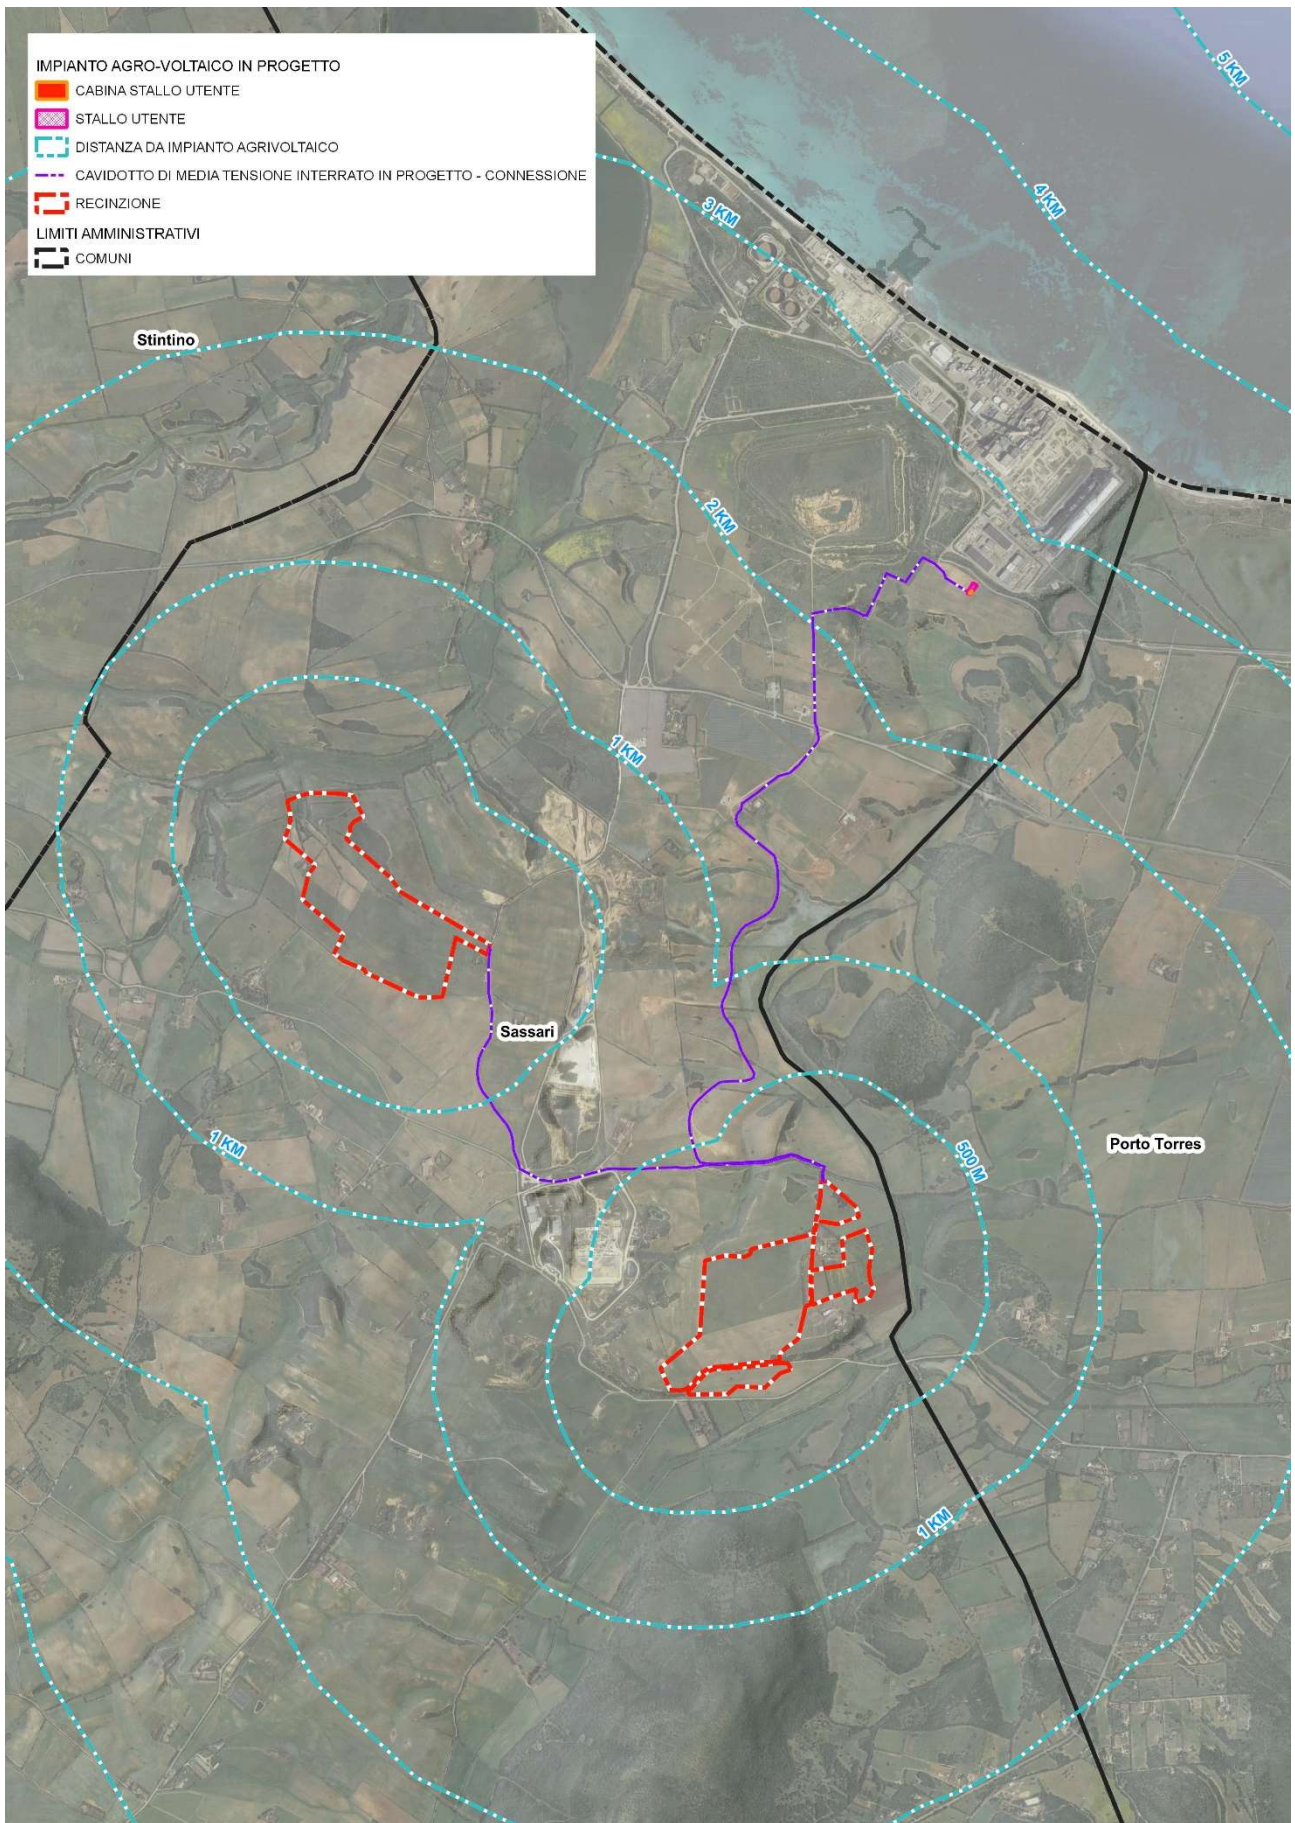 IMPIANTO AGRO-VOLTAICO IN PROGETTO
CABINA STALLO UTENTE
STALLO UTENTE
DISTANZA DA IMPIANTO AGRIVOLTAICO
CAVIDOTTO DI MEDIA TENSIONE INTERRATO IN PROGETTO - CONNESSIONE
RECINZIONE
LIMITI AMMINISTRATIVI
COMUNI
5 KM
4 KM
3 KM
Stintino
2 KM
1 KM
Sassari
1 KM
500 M
Porto Torres
1 KM